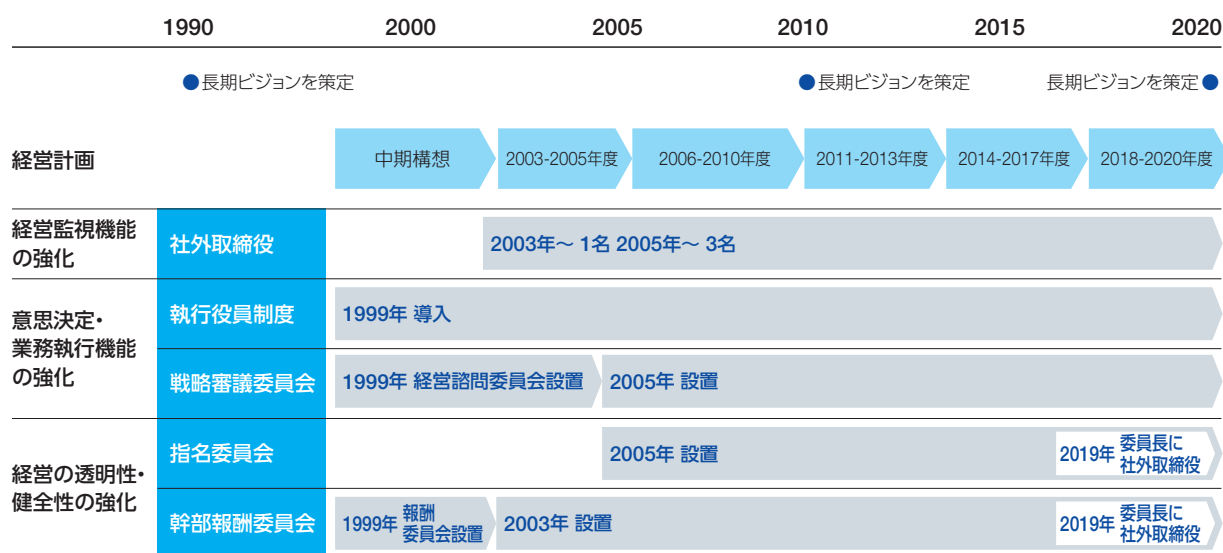 1990 2000 2005 2010 2015 2020
●長期ビジョンを策定 ●長期ビジョンを策定 長期ビジョンを策定●
経営計画 中期構想 2003-2005年度 2006-2010年度 2011-2013年度 2014-2017年度 2018-2020年度
経営監視機能
の強化
社外取締役 2003年〜 1名 2005年〜 3名
意思決定・
業務執行機能
の強化
執行役員制度 1999年 導入
戦略審議委員会 1999年 経営諮問委員会設置 2005年 設置
経営の透明性・
健全性の強化
指名委員会 2005年 設置 2019年 委員長に
社外取締役
幹部報酬委員会 1999年 報酬
委員会設置 2003年 設置 2019年 委員長に
社外取締役